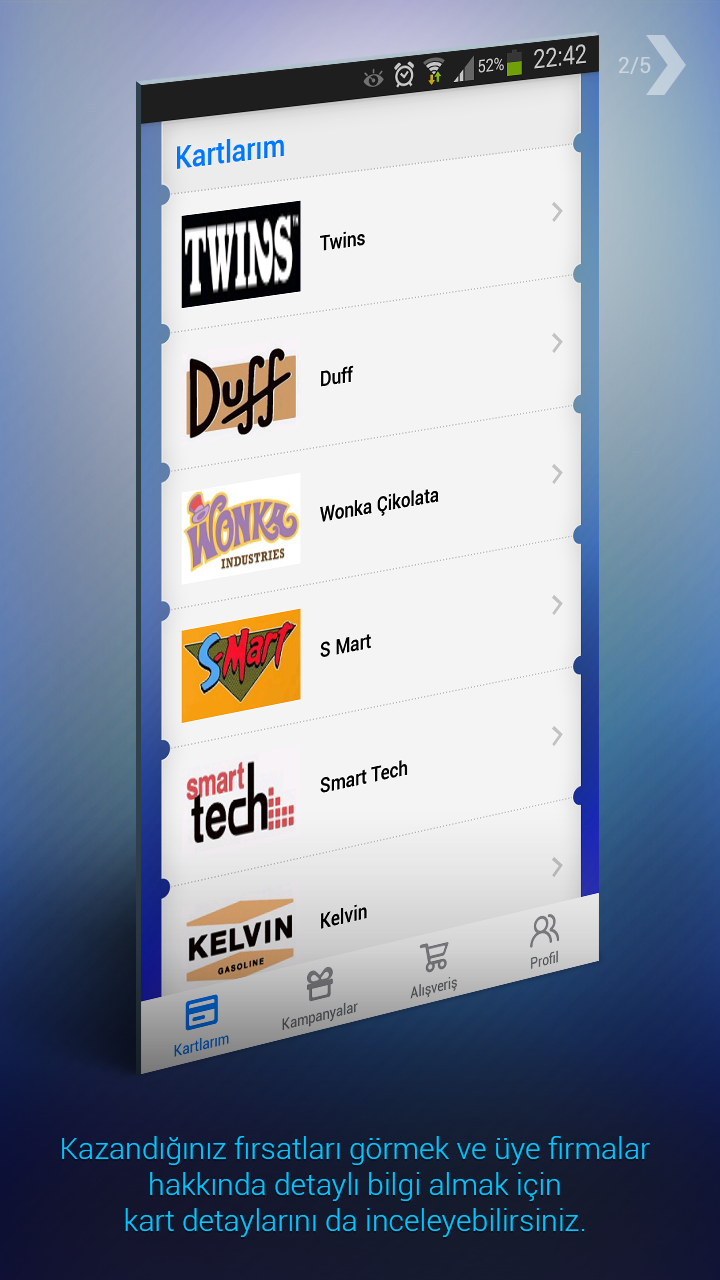 52% 22:42
2/5
Kartlarım
TWINS™
Twins
Duff
Duff
WONKA
INDUSTRIES
Wonka Çikolata
S-Mart
S Mart
smart
tech
Smart Tech
KELVIN
GASOLINE
Kelvin
Kartlarım
Kampanyalar
Alışveriş
Profil
Kazandığınız fırsatları görmek ve üye firmalar
hakkında detaylı bilgi almak için
kart detaylarını da inceleyebilirsiniz.